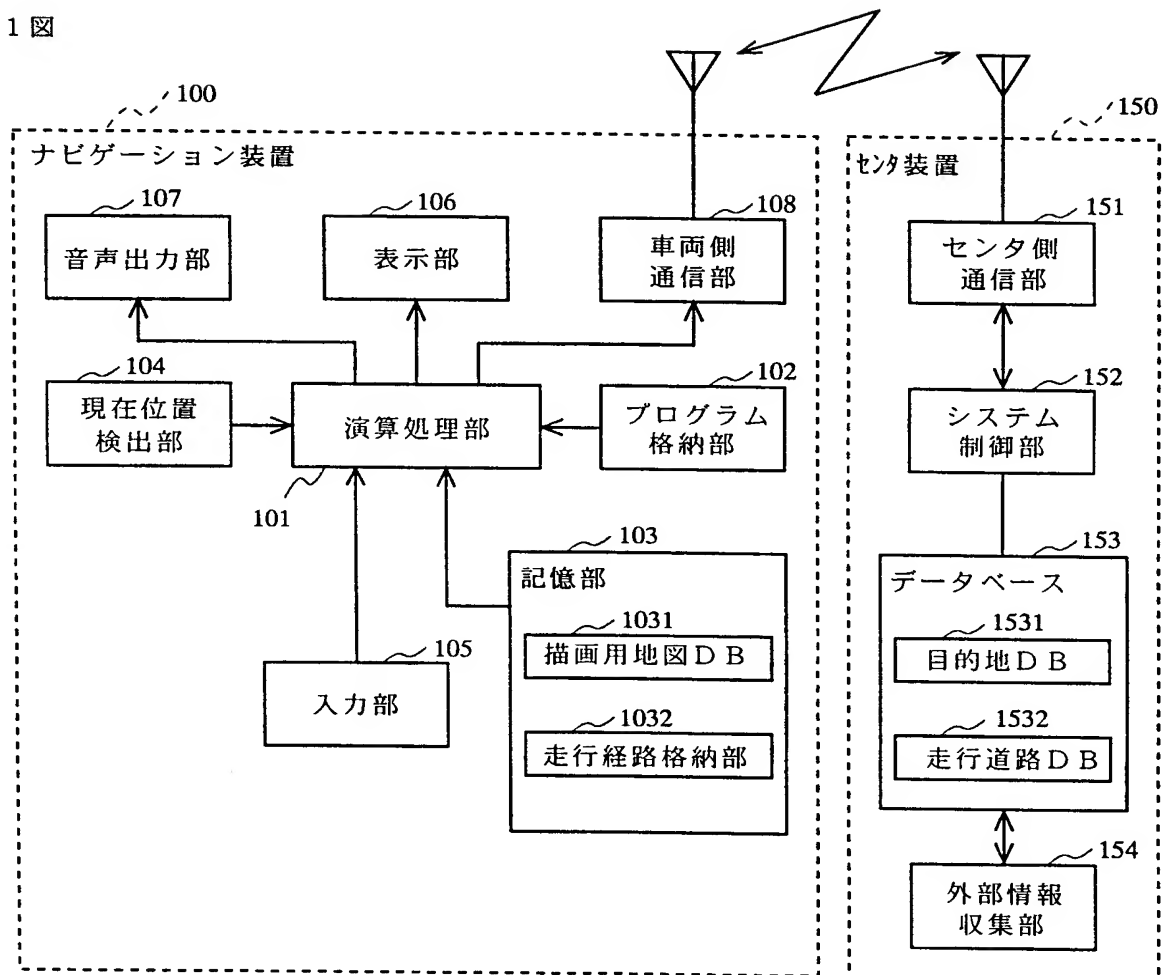 1図
100
150
ナビゲーション装置
センタ装置
107
106
108
151
音声出力部
表示部
車両側
通信部
センタ側
通信部
104
102
152
現在位置
検出部
演算処理部
プログラム
格納部
システム
制御部
101
103
153
記憶部
データベース
1031
1531
描画用地図DB
目的地DB
105
入力部
1032
1532
走行経路格納部
走行道路DB
154
外部情報
収集部